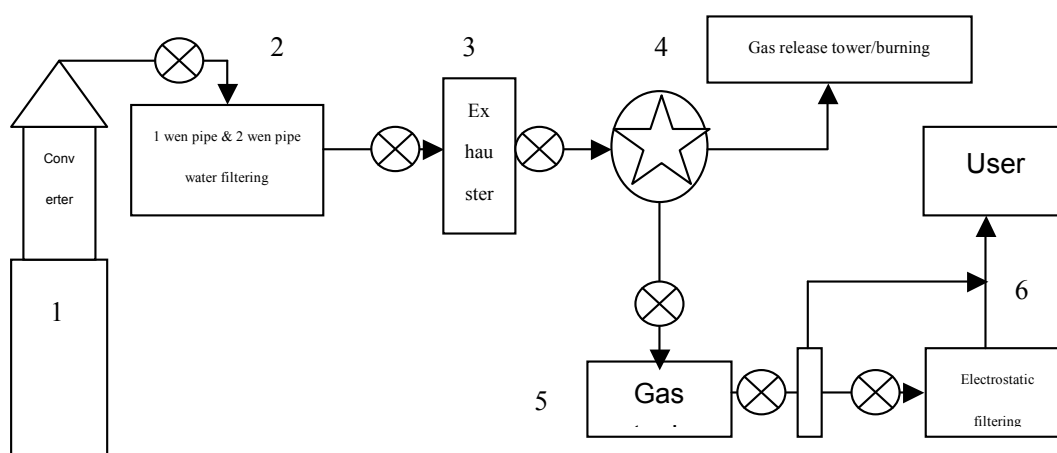 2
3
4
Gas release tower/burning
1 wen pipe & 2 wen pipe
water filtering
Ex
hau
ster
Conv
erter
User
1
6
5
Gas
Electrostatic
filtering